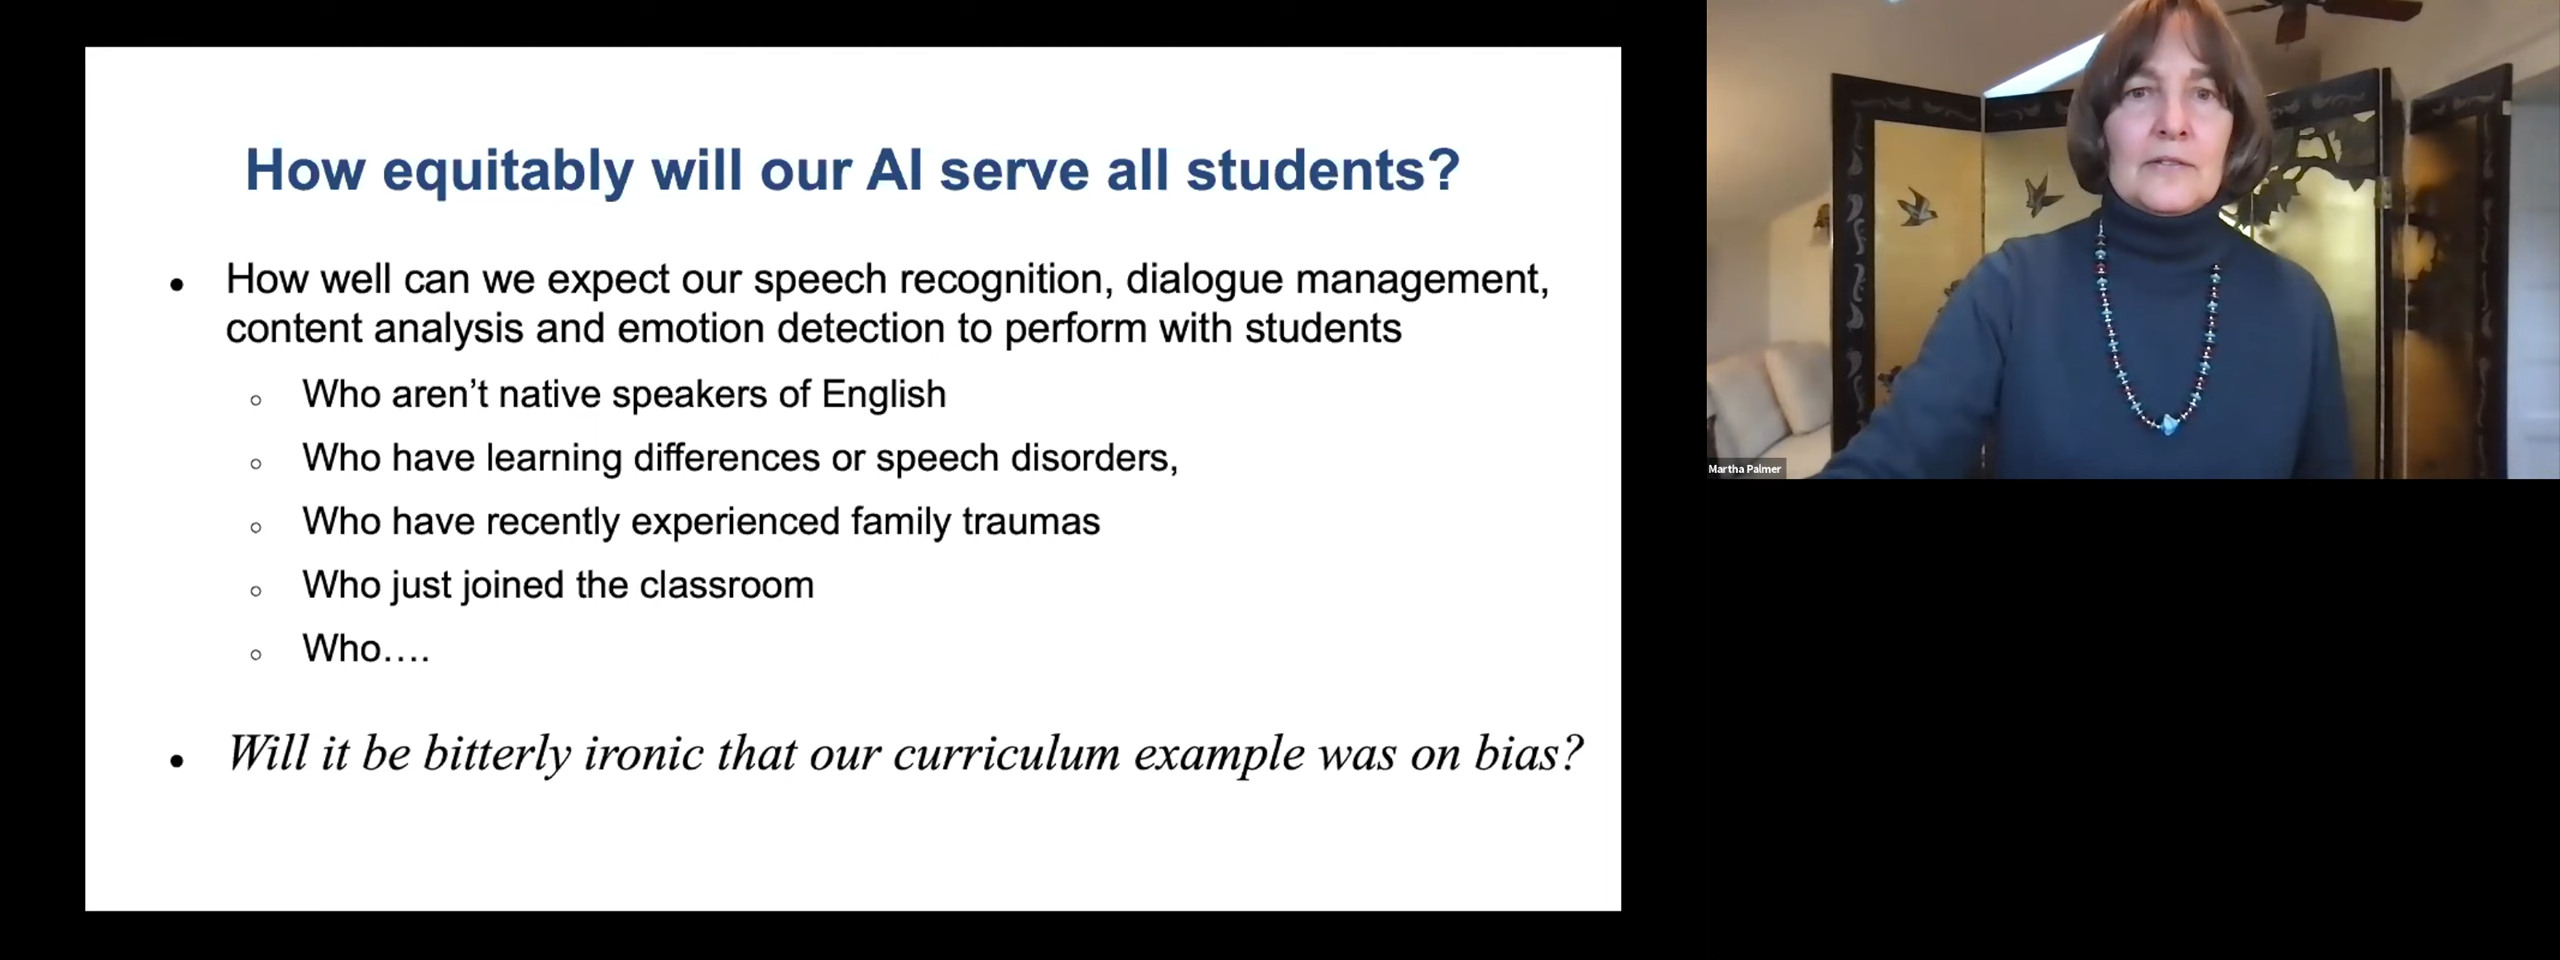 How equitably will our AI serve all students?
● How well can we expect our speech recognition, dialogue management,
content analysis and emotion detection to perform with students
○ Who aren’t native speakers of English
○ Who have learning differences or speech disorders,
○ Who have recently experienced family traumas
○ Who just joined the classroom
○ Who….
● Will it be bitterly ironic that our curriculum example was on bias?
Martha Palmer